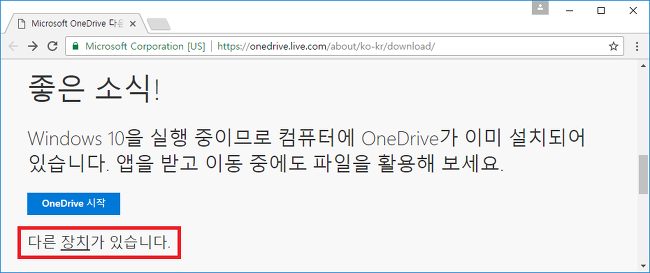 Microsoft OneDrive 다운
Microsoft Corporation [US] https://onedrive.live.com/about/ko-kr/download/
좋은 소식!
Windows 10을 실행 중이므로 컴퓨터에 OneDrive가 이미 설치되어
있습니다. 앱을 받고 이동 중에도 파일을 활용해 보세요.
OneDrive 시작
다른 장치가 있습니다.